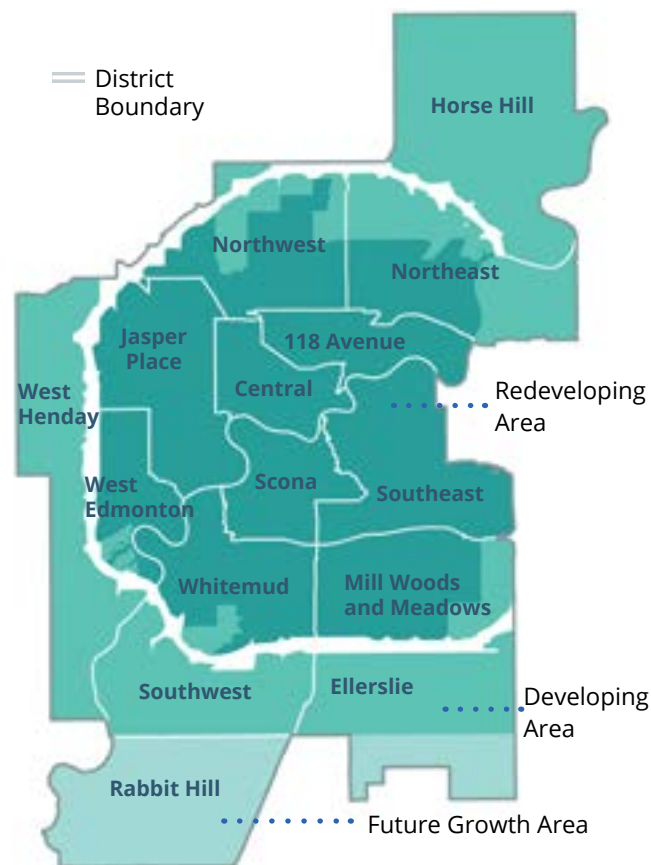 District
Boundary
Horse Hill
Northwest
Northeast
Jasper
Place
118 Avenue
Central
West
Henday
Redeveloping
Area
West
Edmonton
Scona
Southeast
Whitemud
Mill Woods
and Meadows
Southwest
Ellerslie
Developing
Area
Rabbit Hill
Future Growth Area